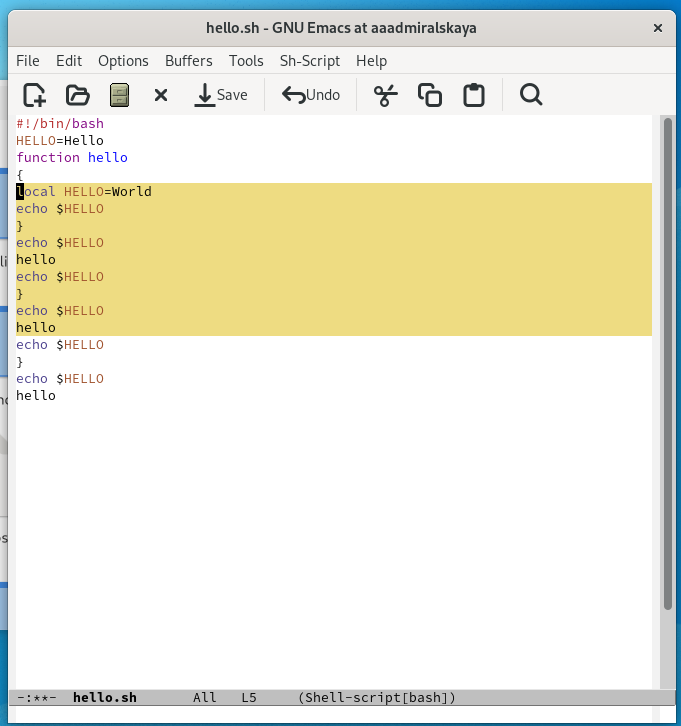 hello.sh - GNU Emacs at aaadmiralskaya
File Edit Options Buffers Tools Sh-Script Help
Save Undo
#!/bin/bash
HELLO=Hello
function hello
{
local HELLO=World
echo $HELLO
}
echo $HELLO
hello
echo $HELLO
}
echo $HELLO
hello
echo $HELLO
}
echo $HELLO
hello
-:**- hello.sh All L5 (Shell-script[bash])